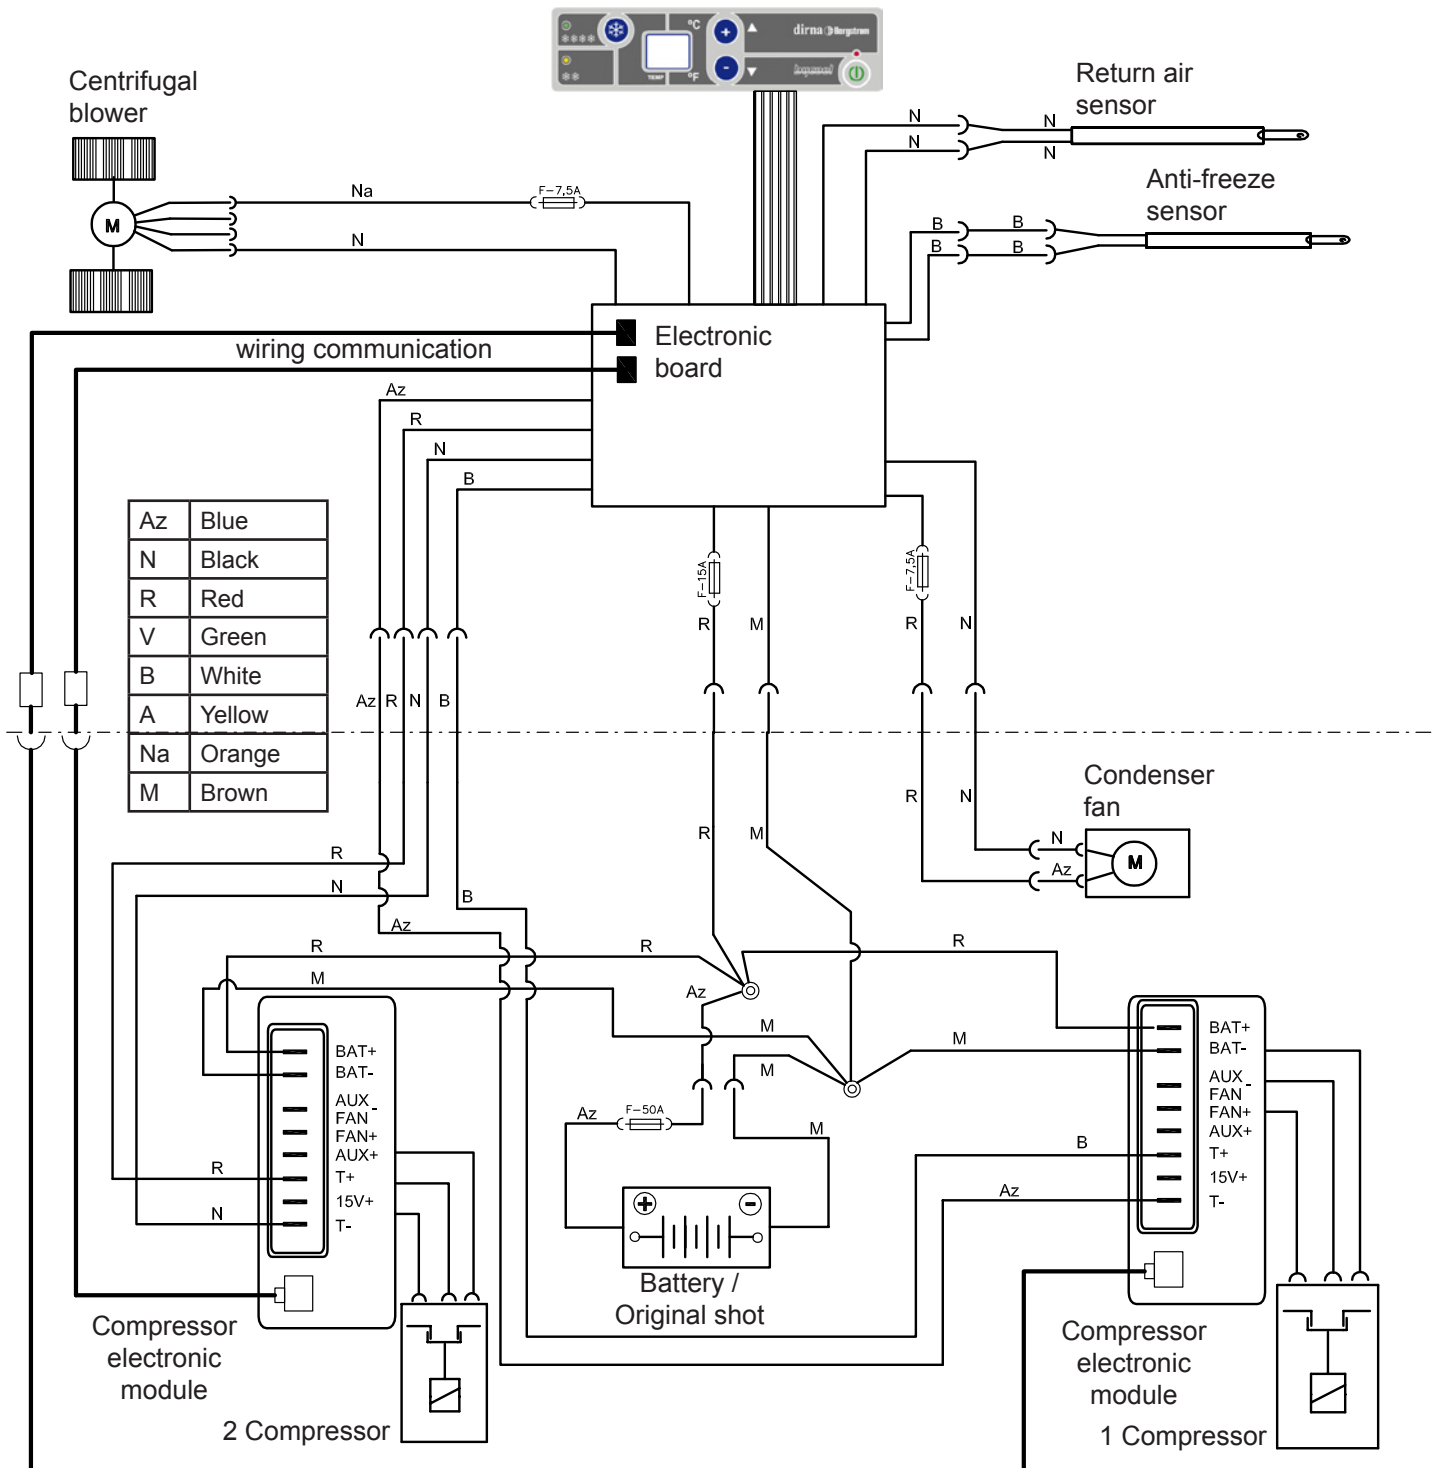 °C
dirna Bergstrom
TEMP
°F
Centrifugal
blower
Return air
sensor
N
N
N
N
Anti-freeze
sensor
Na
F-7,5A
M
N
B
B
B
B
Electronic
board
wiring communication
Az
R
N
B
Az Blue
N Black
R Red
V Green
B White
A Yellow
Na Orange
M Brown
F-15A
F-7,5A
R
M
R
N
Az
R
N
B
Condenser
fan
R
N
R
M
N
Az
M
R
N
B
Az
R
R
R
M
Az
M
M
M
BAT+
BAT-
AUX
-
FAN
FAN+
AUX+
T+
15V+
T-
R
N
BAT+
BAT-
AUX
-
FAN
FAN+
AUX+
T+
15V+
T-
B
Az
Az
F-50A
M
+
-
Battery /
Original shot
Compressor
electronic
module
2 Compressor
Compressor
electronic
module
1 Compressor